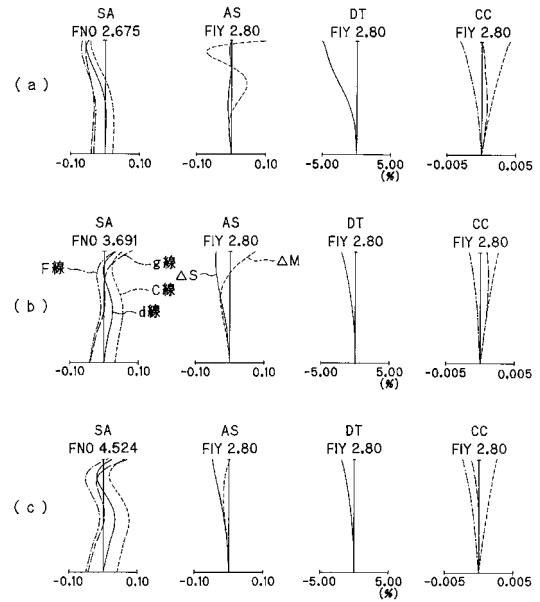 (a)
SA
FNO 2.675
-0.10 0.10
AS
FIY 2.80
-0.10 0.10
DT
FIY 2.80
-5.00 5.00
(%)
CC
FIY 2.80
-0.005 0.005
(b)
SA
FNO 3.691
F線
g線
C線
d線
-0.10 0.10
AS
FIY 2.80
△M
△S
-0.10 0.10
DT
FIY 2.80
-5.00 5.00
(%)
CC
FIY 2.80
-0.005 0.005
(c)
SA
FNO 4.524
-0.10 0.10
AS
FIY 2.80
-0.10 0.10
DT
FIY 2.80
-5.00 5.00
(%)
CC
FIY 2.80
-0.005 0.005